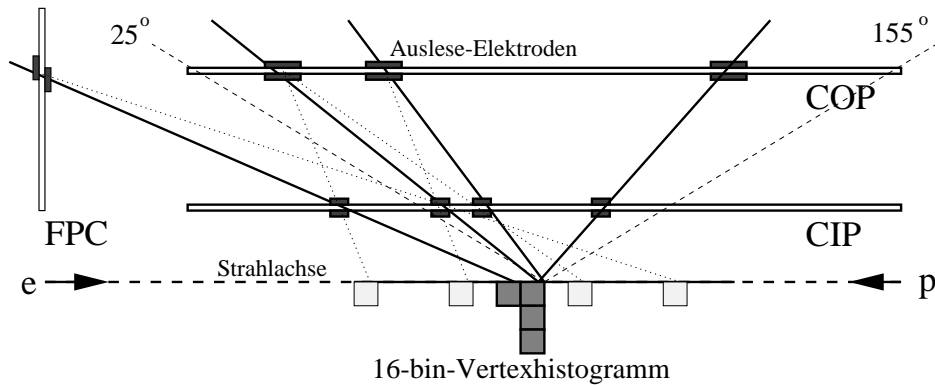 25°
Auslese-Elektroden
155°
COP
FPC
CIP
Strahlachse
e
p
16-bin-Vertexhistogramm